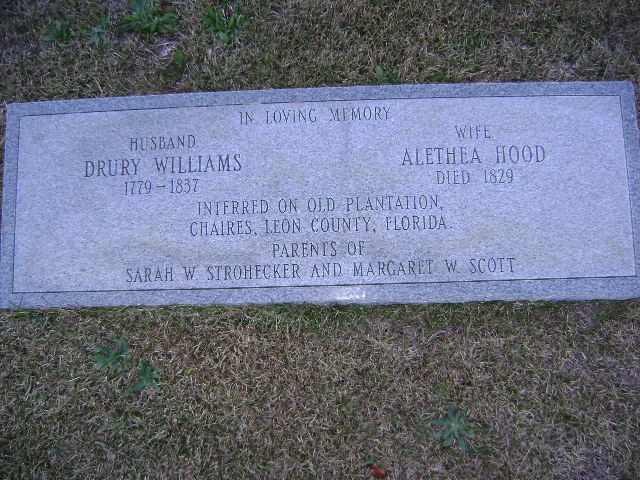 IN LOVING MEMORY
HUSBAND
DRURY WILLIAMS
1779 - 1837
WIFE
ALETHEA HOOD
DIED 1829
INTERRED ON OLD PLANTATION,
CHAIRES, LEON COUNTY, FLORIDA.
PARENTS OF
SARAH W. STROHECKER AND MARGARET W. SCOTT